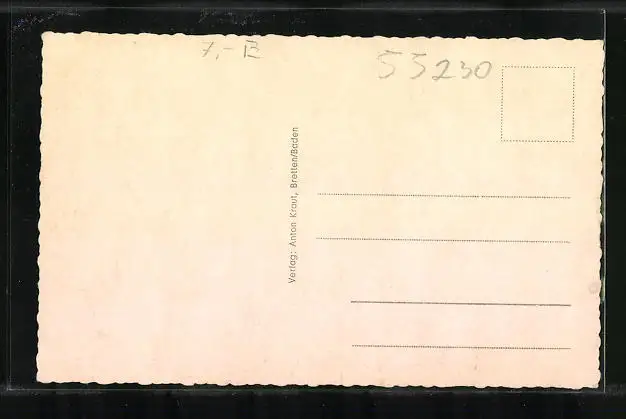 7,- B
55230
Verlag: Anton Kraut, Bretten/Baden